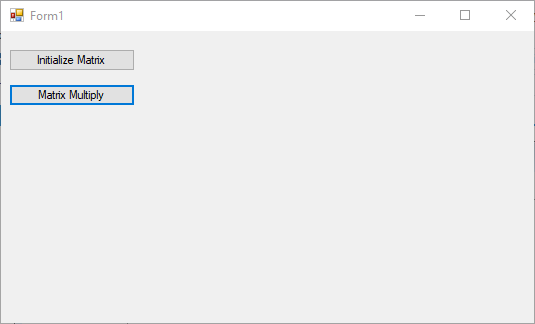 Form1
Initialize Matrix
Matrix Multiply